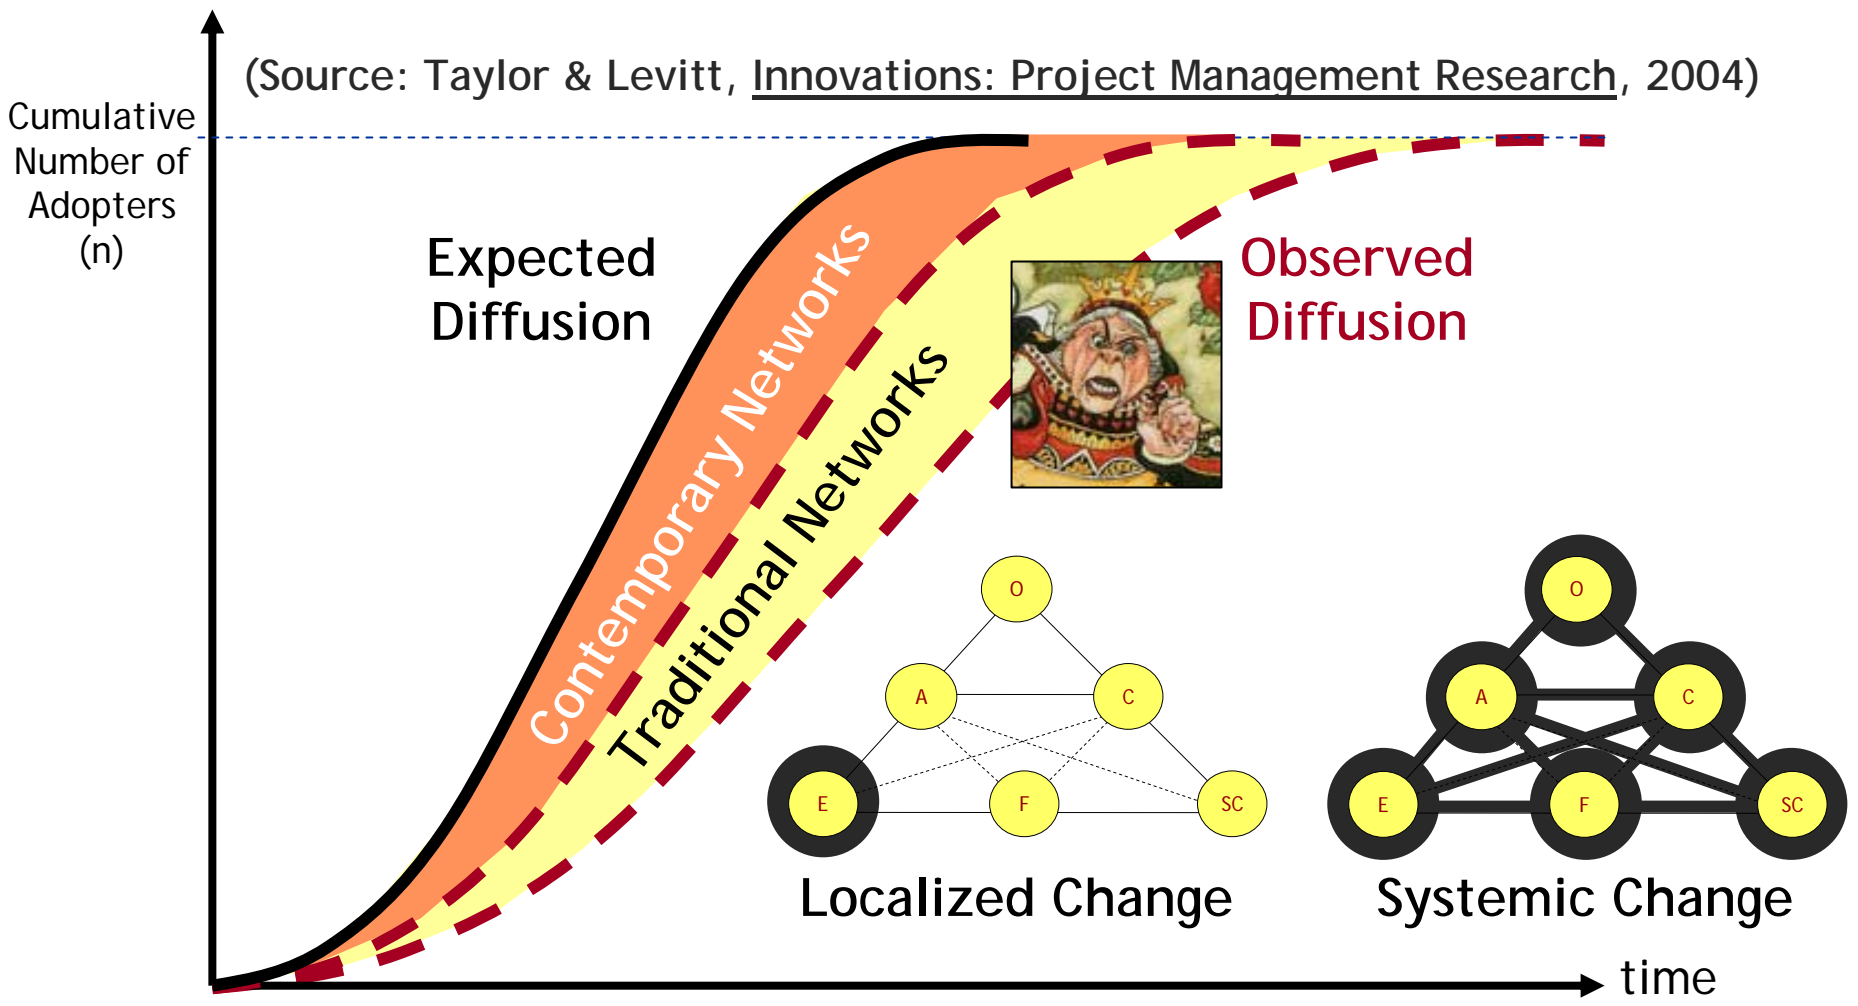 (Source: Taylor & Levitt, Innovations: Project Management Research, 2004)
Cumulative
Number of
Adopters
(n)
Expected
Diffusion
Contemporary Networks
Traditional Networks
Observed
Diffusion
O
A
C
E
F
SC
Localized Change
O
A
C
E
F
SC
Systemic Change
time